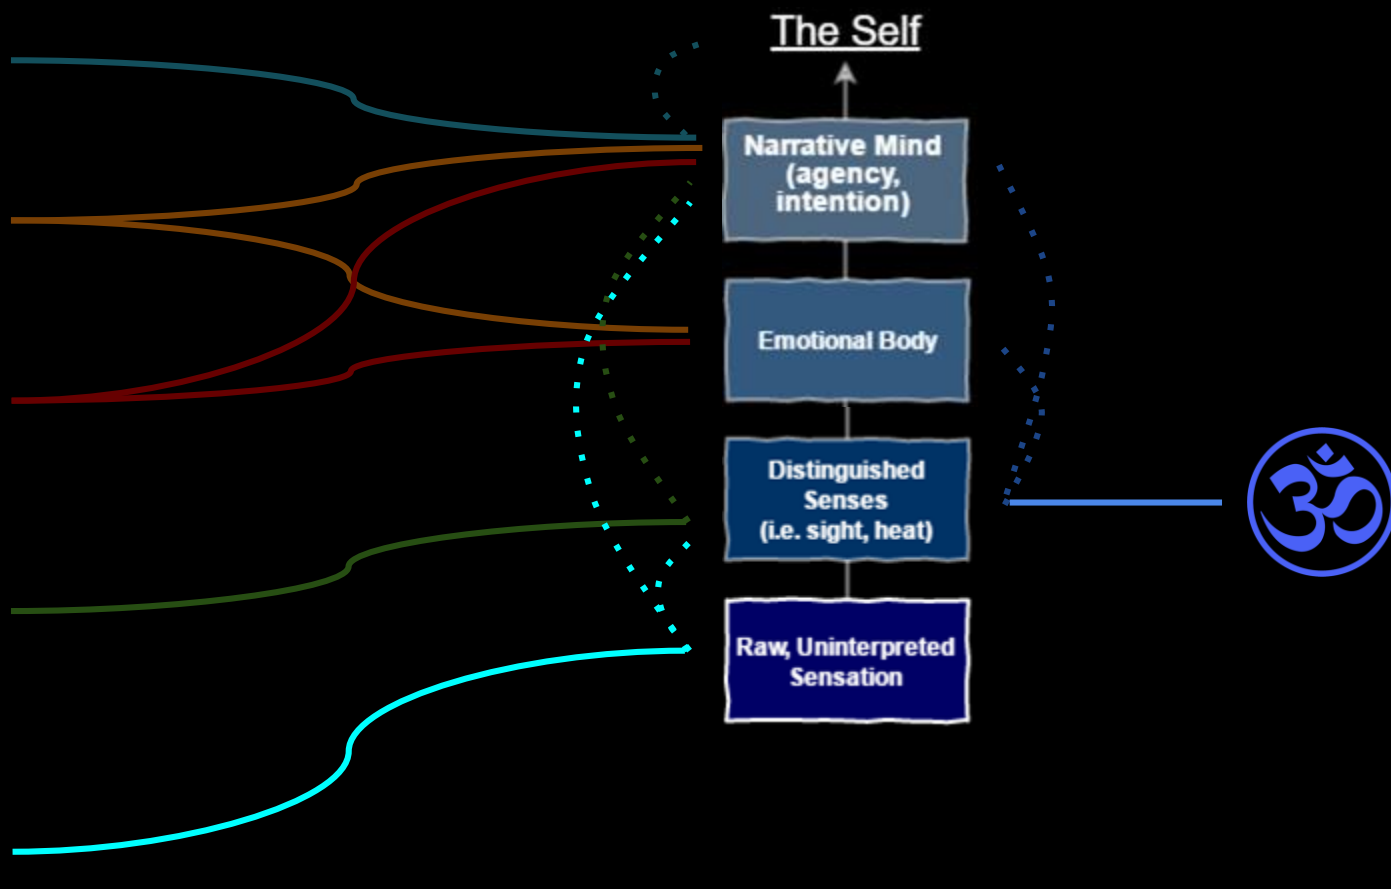 The Self
Narrative Mind
(agency,
intention)
Emotional Body
Distinguished
Senses
(i.e. sight, heat)
Raw, Uninterpreted
Sensation
ॐ